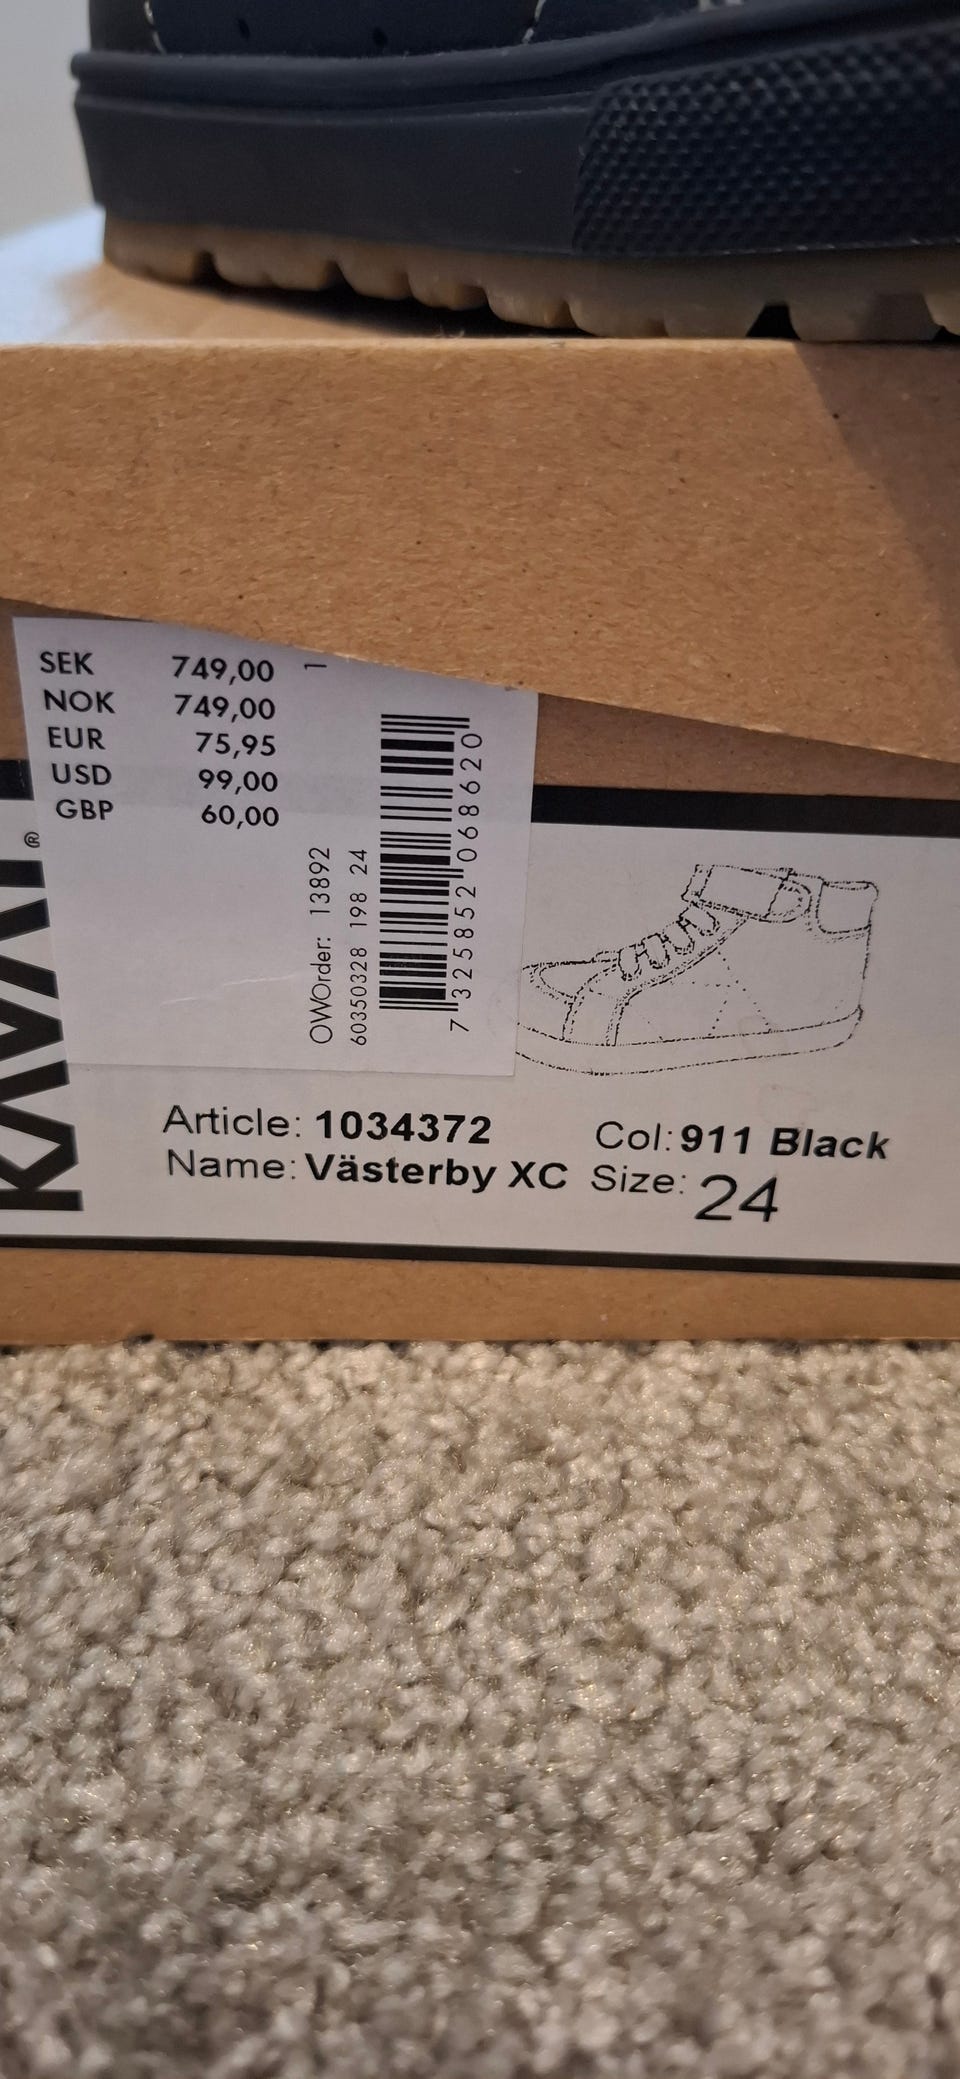 SEK 749,00
NOK 749,00
EUR 75,95
USD 99,00
GBP 60,00
1
OWOrder: 13892
60350328 198 24
7 325852 068620
®
Article: 1034372
Name: Västerby XC
Col: 911 Black
Size: 24